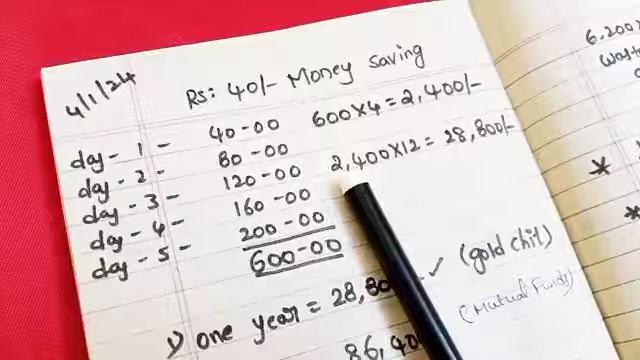 4/1/24
RS: 40/- Money saving
day - 1 - 40-00 600x4 = 2,400/-
day - 2 - 80-00 2,400x12 = 28,800/-
day - 3 - 120-00
day - 4 - 160-00
day - 5 - 200-00
600-00
(gold chit)
1) one year = 28,80
(Mutual Funds)
86,40
6,200
*
*